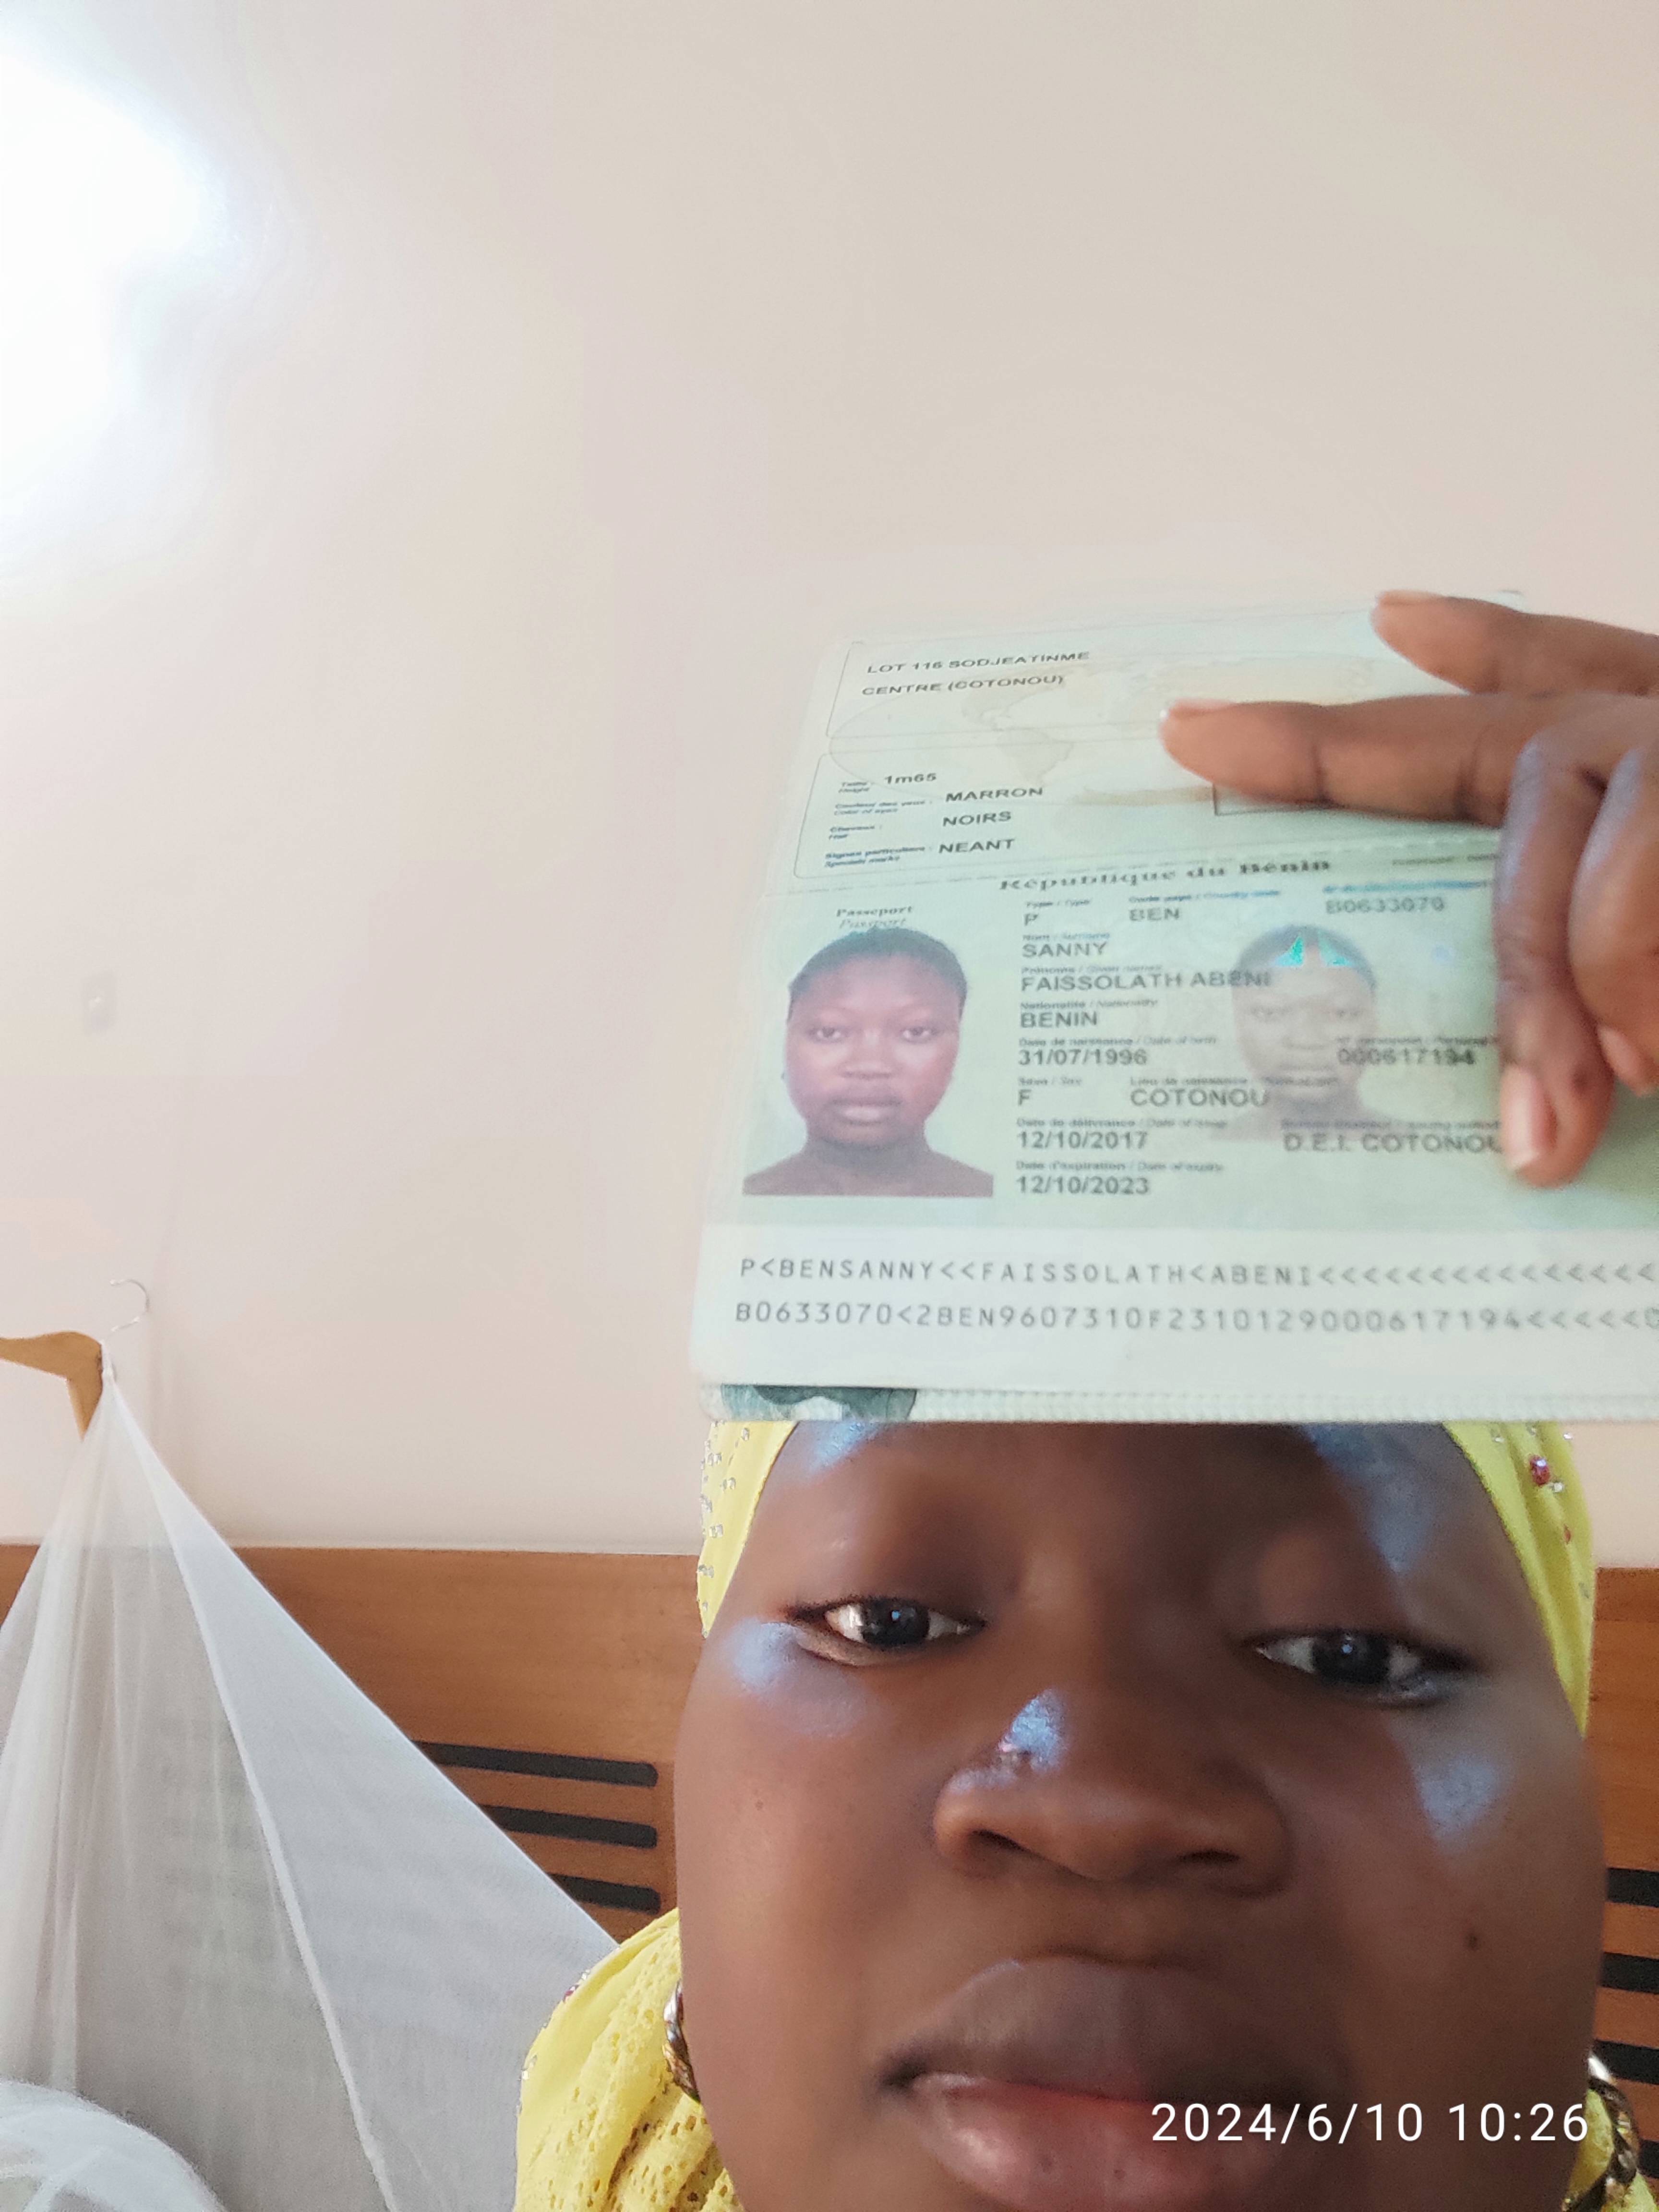 LOT 116 SODJEATINME
CENTRE (COTONOU)
Taille : 1m65
Height
Couleur des yeux : MARRON
Color of eyes
Cheveux : NOIRS
Hair
Signes particuliers : NEANT
Specials marks
République du Bénin
Passeport
Passport
Type / Type
P
Code pays / Country code
BEN
B0633070
Nom / Surname
SANNY
Prénoms / Given names
FAISSOLATH ABENI
Nationalité / Nationality
BENIN
Date de naissance / Date of birth
31/07/1996
000617194
Sexe / Sex
F
Lieu de naissance
COTONOU
Date de délivrance / Date of issue
12/10/2017
D.E.I. COTONOU
Date d'expiration / Date of expiry
12/10/2023
P<BENSANNY<<FAISSOLATH<ABENI<<<<<<<<<<<<<<<<
B0633070<2BEN9607310F2310129000617194<<<<<0
2024/6/10 10:26